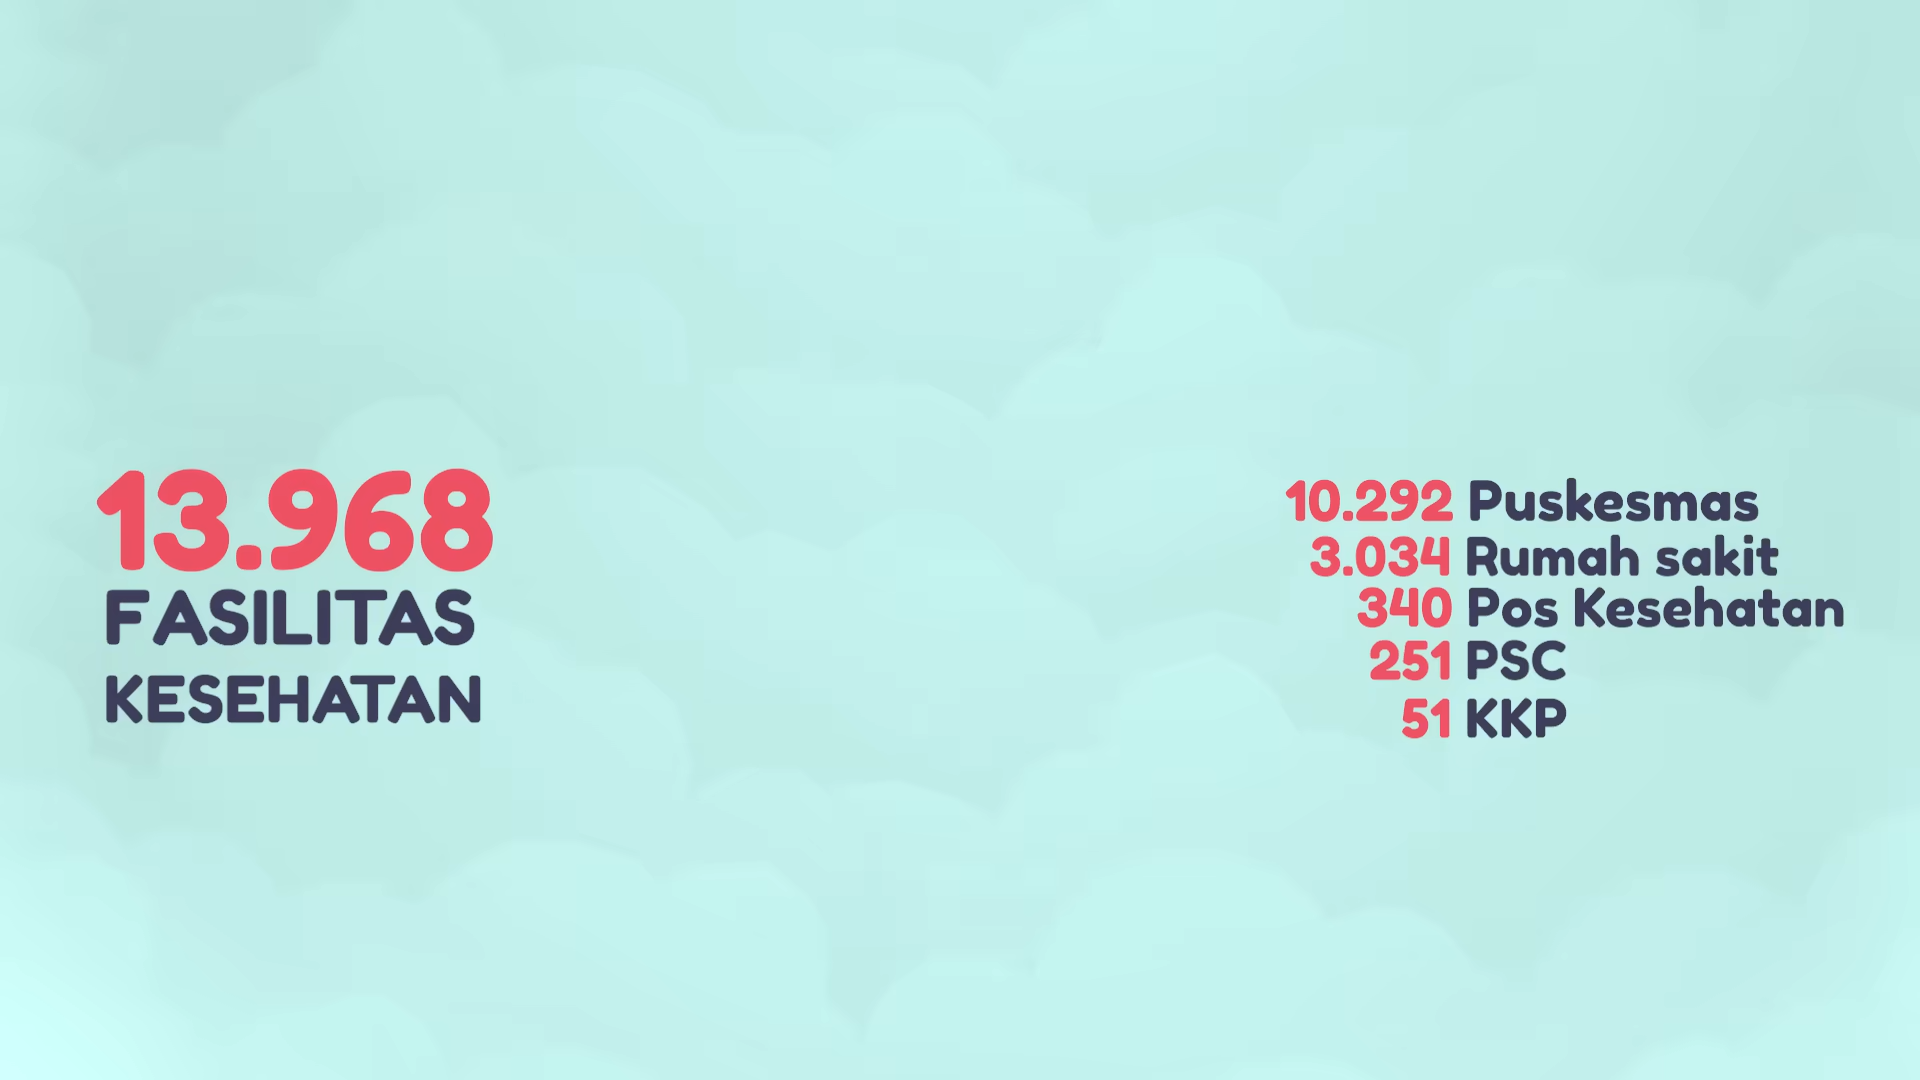 13.968
FASILITAS
KESEHATAN
10.292 Puskesmas
3.034 Rumah sakit
340 Pos Kesehatan
251 PSC
51 KKP